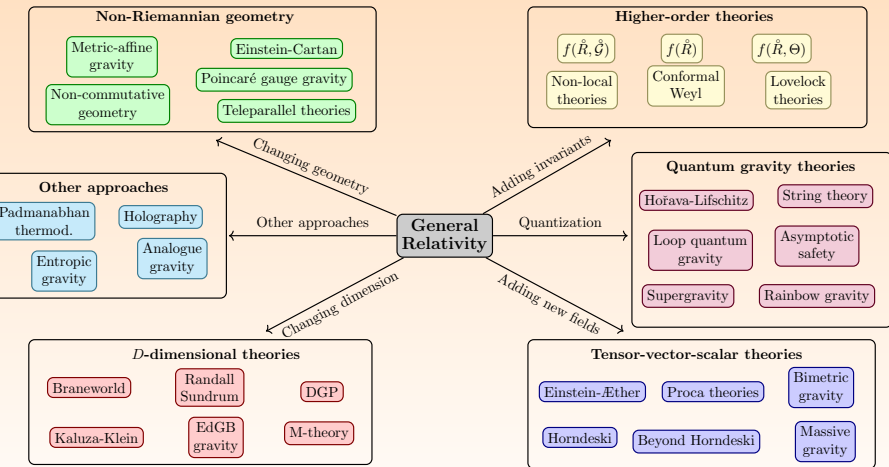 Non-Riemannian geometry
Metric-affine
gravity
Einstein-Cartan
Poincaré gauge gravity
Non-commutative
geometry
Teleparallel theories
Higher-order theories
f(R̊, 𝒢̊)
f(R̊)
f(R̊, Θ)
Non-local
theories
Conformal
Weyl
Lovelock
theories
Changing geometry
Adding invariants
Other approaches
Padmanabhan
thermod.
Holography
Entropic
gravity
Analogue
gravity
Other approaches
General
Relativity
Quantization
Quantum gravity theories
Hořava-Lifschitz
String theory
Loop quantum
gravity
Asymptotic
safety
Supergravity
Rainbow gravity
Changing dimension
Adding new fields
D-dimensional theories
Braneworld
Randall
Sundrum
DGP
Kaluza-Klein
EdGB
gravity
M-theory
Tensor-vector-scalar theories
Einstein-Æther
Proca theories
Bimetric
gravity
Horndeski
Beyond Horndeski
Massive
gravity